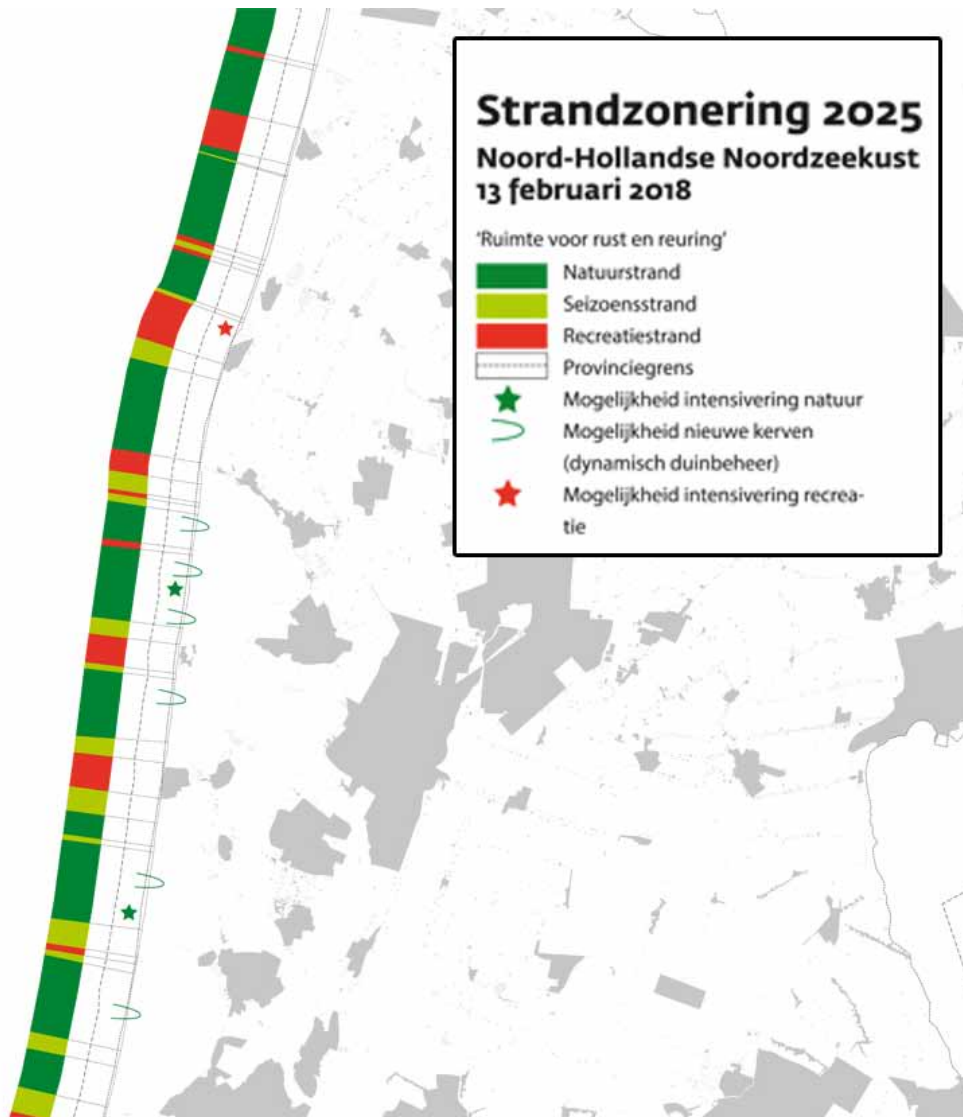 Strandzonering 2025
Noord-Hollandse Noordzeekust
13 februari 2018
'Ruimte voor rust en reuring'
Natuurstrand
Seizoensstrand
Recreatiestrand
Provinciegrens
Mogelijkheid intensivering natuur
Mogelijkheid nieuwe kerven
(dynamisch duinbeheer)
Mogelijkheid intensivering recrea-
tie